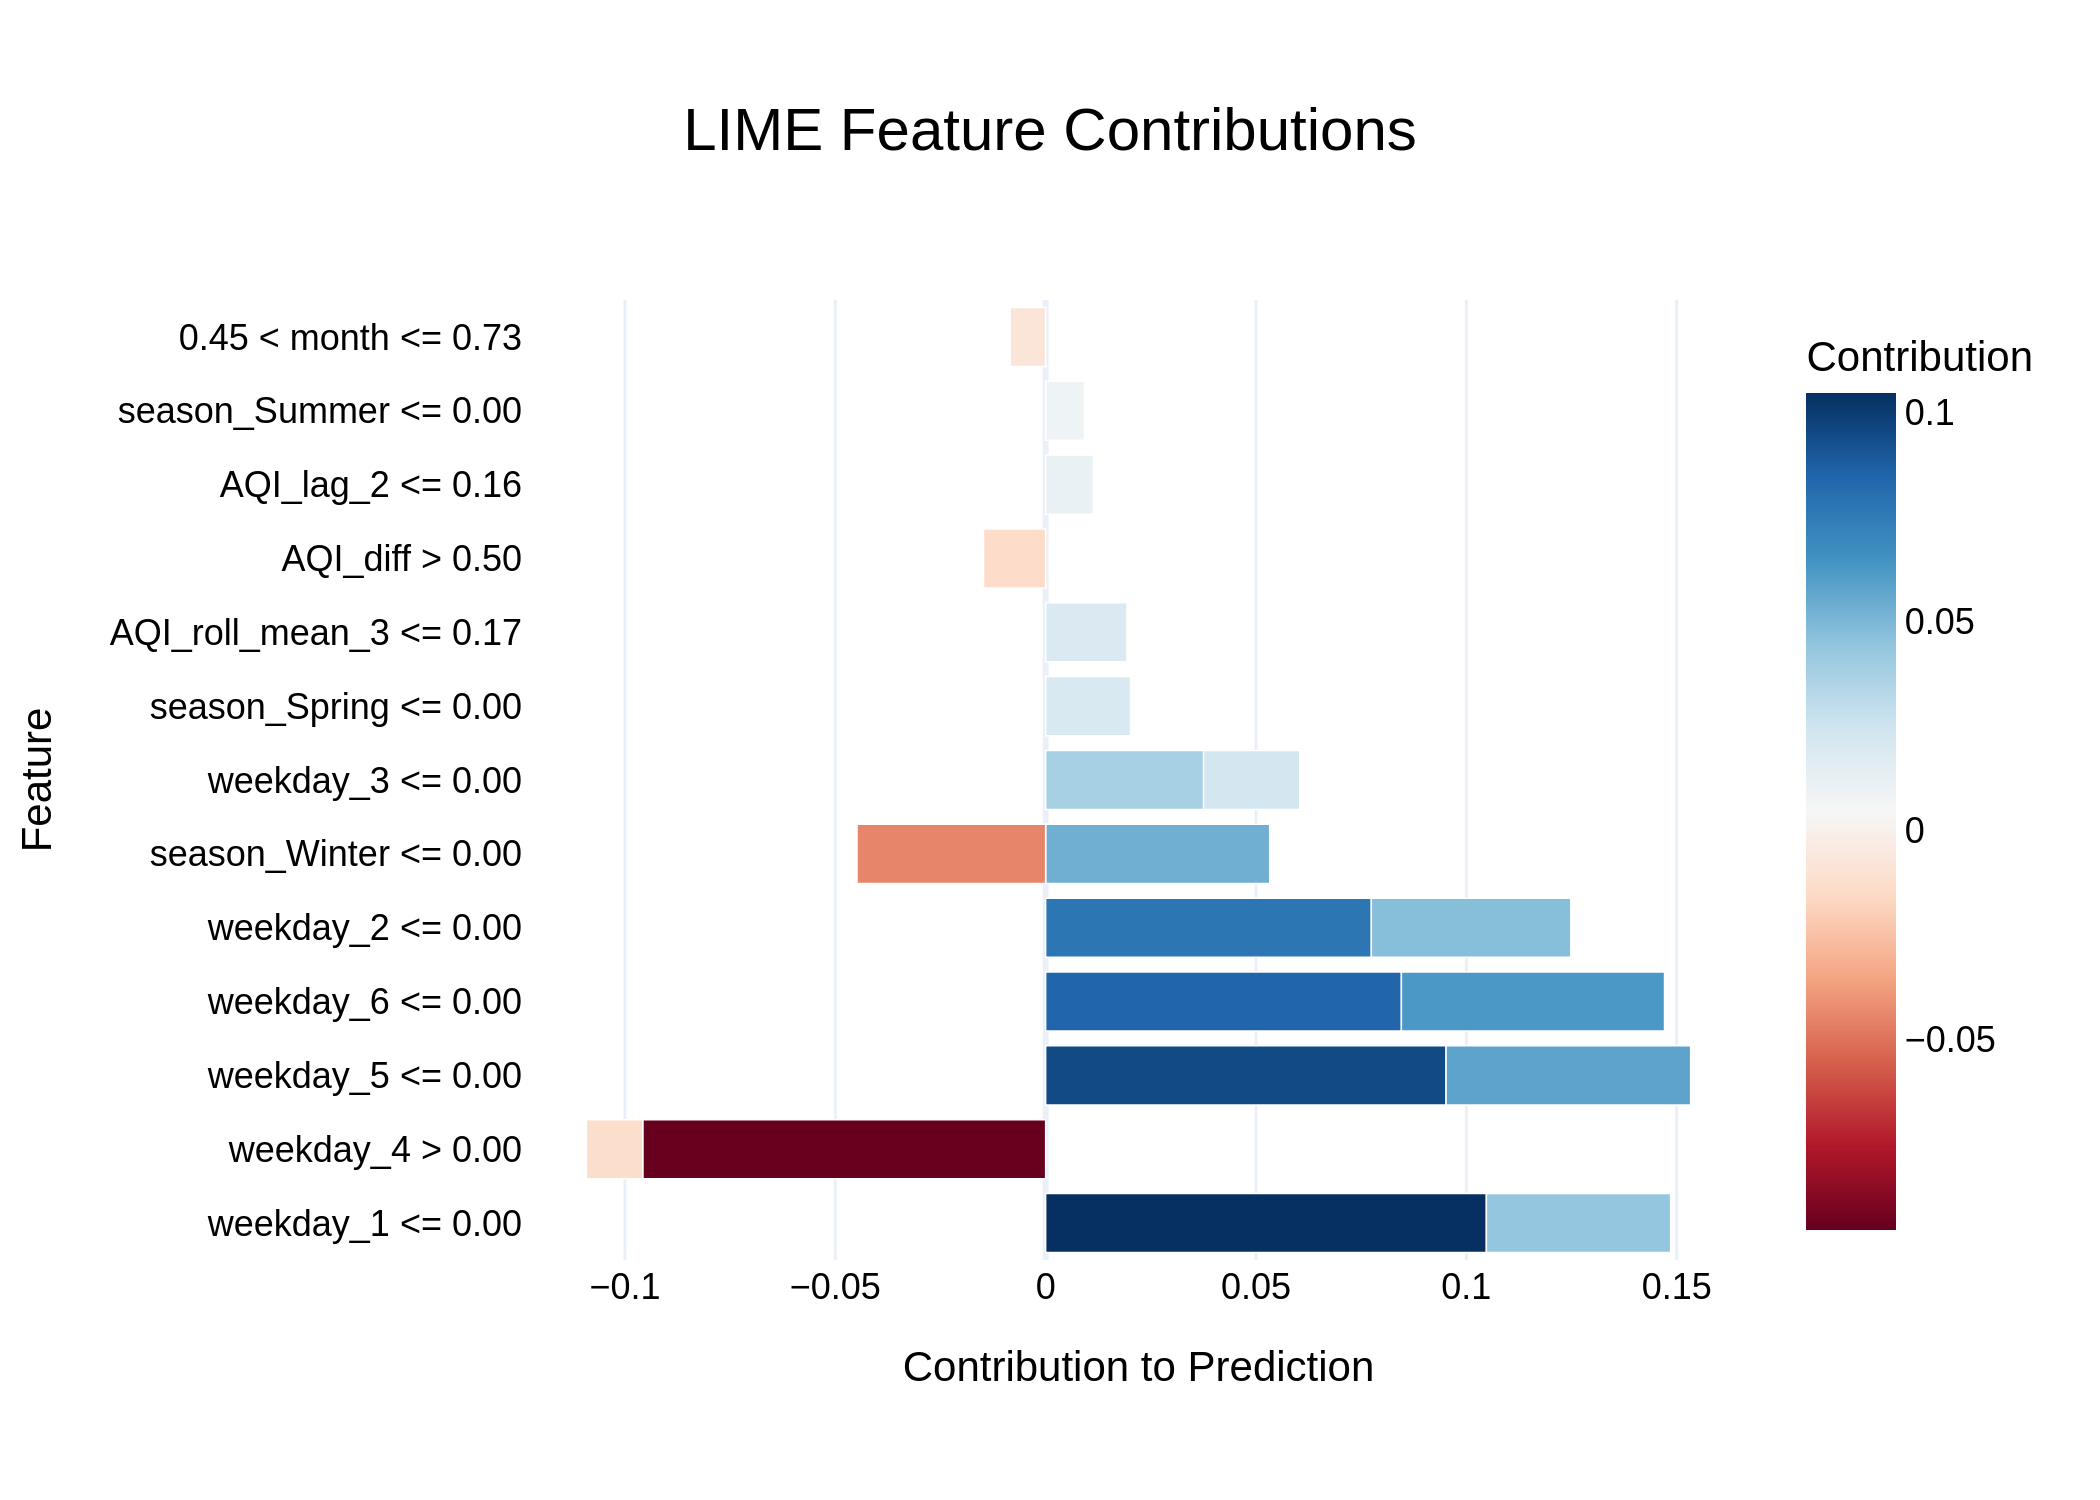 LIME Feature Contributions
0.45 < month <= 0.73
season_Summer <= 0.00
AQI_lag_2 <= 0.16
AQI_diff > 0.50
AQI_roll_mean_3 <= 0.17
season_Spring <= 0.00
weekday_3 <= 0.00
season_Winter <= 0.00
weekday_2 <= 0.00
weekday_6 <= 0.00
weekday_5 <= 0.00
weekday_4 > 0.00
weekday_1 <= 0.00
Feature
−0.1 −0.05 0 0.05 0.1 0.15
Contribution to Prediction
Contribution
0.1
0.05
0
−0.05